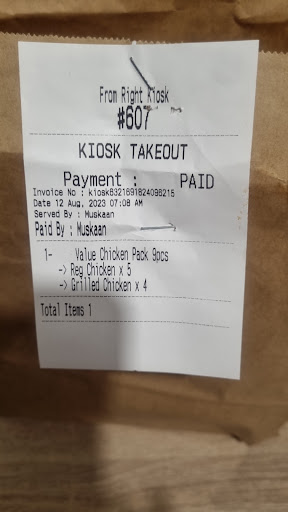 From Right Kiosk
#607
KIOSK TAKEOUT
Payment : PAID
Invoice No : kiosk6321691824096215
Date 12 Aug, 2023 07:08 AM
Served By : Muskaan
Paid By : Muskaan
1- Value Chicken Pack 9pcs
-> Reg Chicken x 5
-> Grilled Chicken x 4
Total Items 1